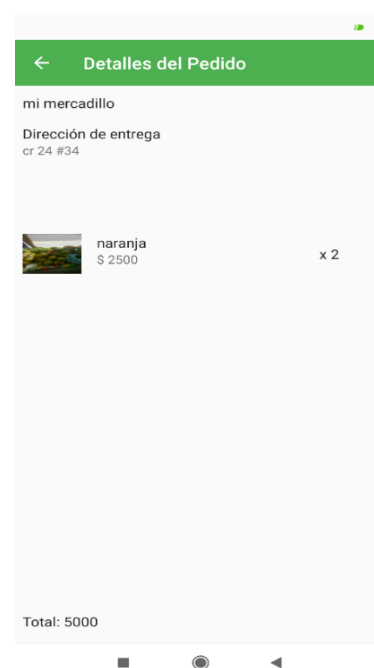 Detalles del Pedido
mi mercadillo
Dirección de entrega
cr 24 #34
naranja
$ 2500
x 2
Total: 5000